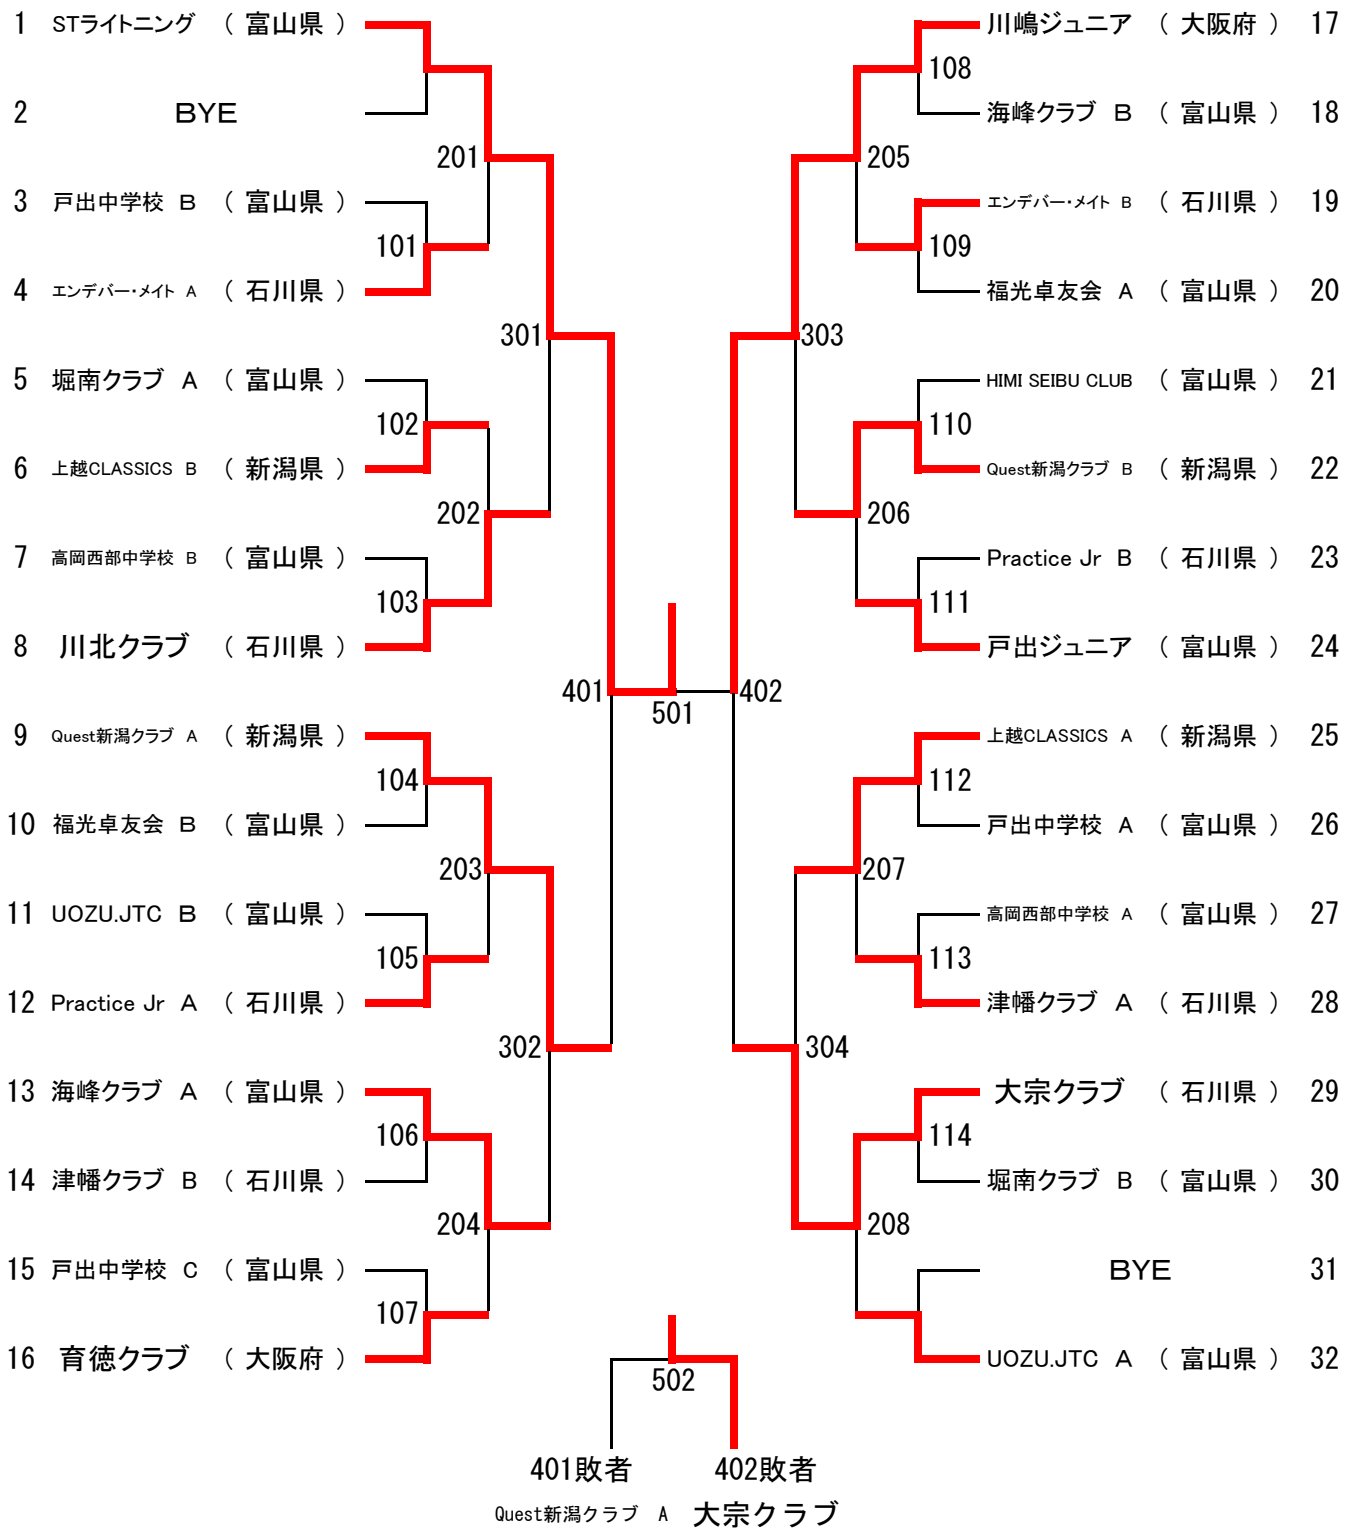 1 STライトニング （ 富山県 ）
2 BYE
3 戸出中学校 B （ 富山県 ）
4 エンデバー・メイト A （ 石川県 ）
5 堀南クラブ A （ 富山県 ）
6 上越CLASSICS B （ 新潟県 ）
7 高岡西部中学校 B （ 富山県 ）
8 川北クラブ （ 石川県 ）
9 Quest新潟クラブ A （ 新潟県 ）
10 福光卓友会 B （ 富山県 ）
11 UOZU.JTC B （ 富山県 ）
12 Practice Jr A （ 石川県 ）
13 海峰クラブ A （ 富山県 ）
14 津幡クラブ B （ 石川県 ）
15 戸出中学校 C （ 富山県 ）
16 育徳クラブ （ 大阪府 ）
101
102
103
104
105
106
107
201
202
203
204
301
302
401
501
402
303
304
205
206
207
208
108
109
110
111
112
113
114
川嶋ジュニア （ 大阪府 ） 17
海峰クラブ B （ 富山県 ） 18
エンデバー・メイト B （ 石川県 ） 19
福光卓友会 A （ 富山県 ） 20
HIMI SEIBU CLUB （ 富山県 ） 21
Quest新潟クラブ B （ 新潟県 ） 22
Practice Jr B （ 石川県 ） 23
戸出ジュニア （ 富山県 ） 24
上越CLASSICS A （ 新潟県 ） 25
戸出中学校 A （ 富山県 ） 26
高岡西部中学校 A （ 富山県 ） 27
津幡クラブ A （ 石川県 ） 28
大宗クラブ （ 石川県 ） 29
堀南クラブ B （ 富山県 ） 30
BYE 31
UOZU.JTC A （ 富山県 ） 32
502
401敗者 402敗者
Quest新潟クラブ A 大宗クラブ